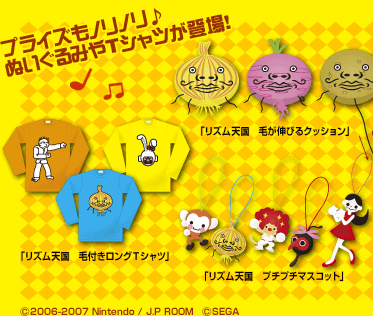 プライズもノリノリ♪
ぬいぐるみやTシャツが登場!
「リズム天国 毛が伸びるクッション」
「リズム天国 毛付きロングTシャツ」
「リズム天国 プチプチマスコット」
©2006-2007 Nintendo / J.P ROOM ©SEGA